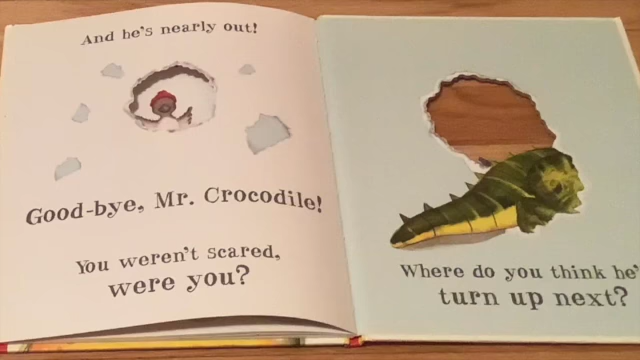 And he's nearly out!
Good-bye, Mr. Crocodile!
You weren't scared,
were you?
Where do you think he'
turn up next?